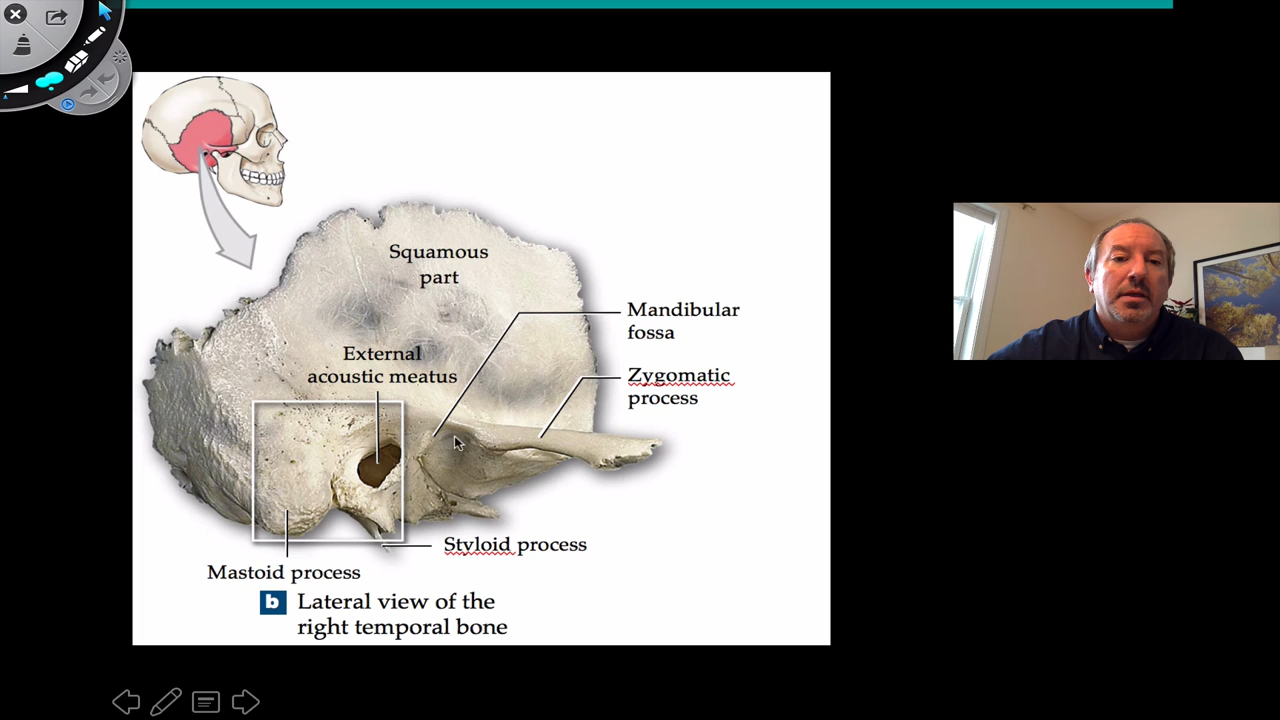 Squamous
part
Mandibular
fossa
External
acoustic meatus
Zygomatic
process
Styloid process
Mastoid process
b Lateral view of the
right temporal bone